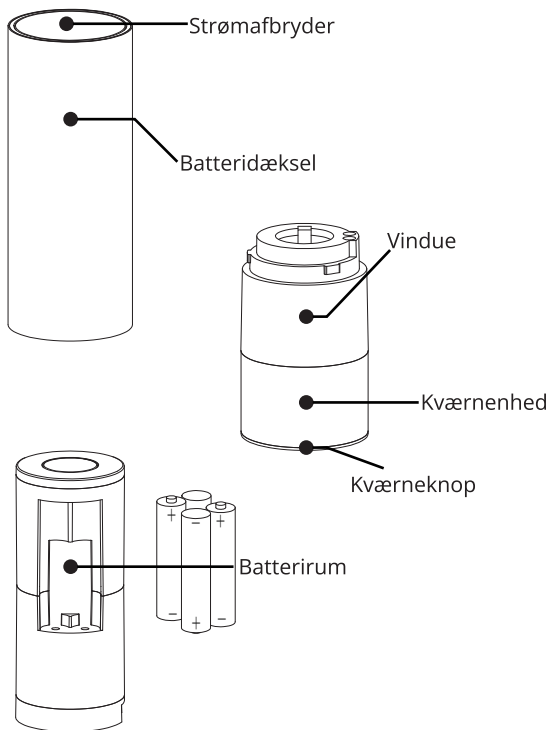 Strømafbryder
Batteridæksel
Vindue
Kværnenhed
Kværneknop
Batterirum
+
+
−
−
+
−